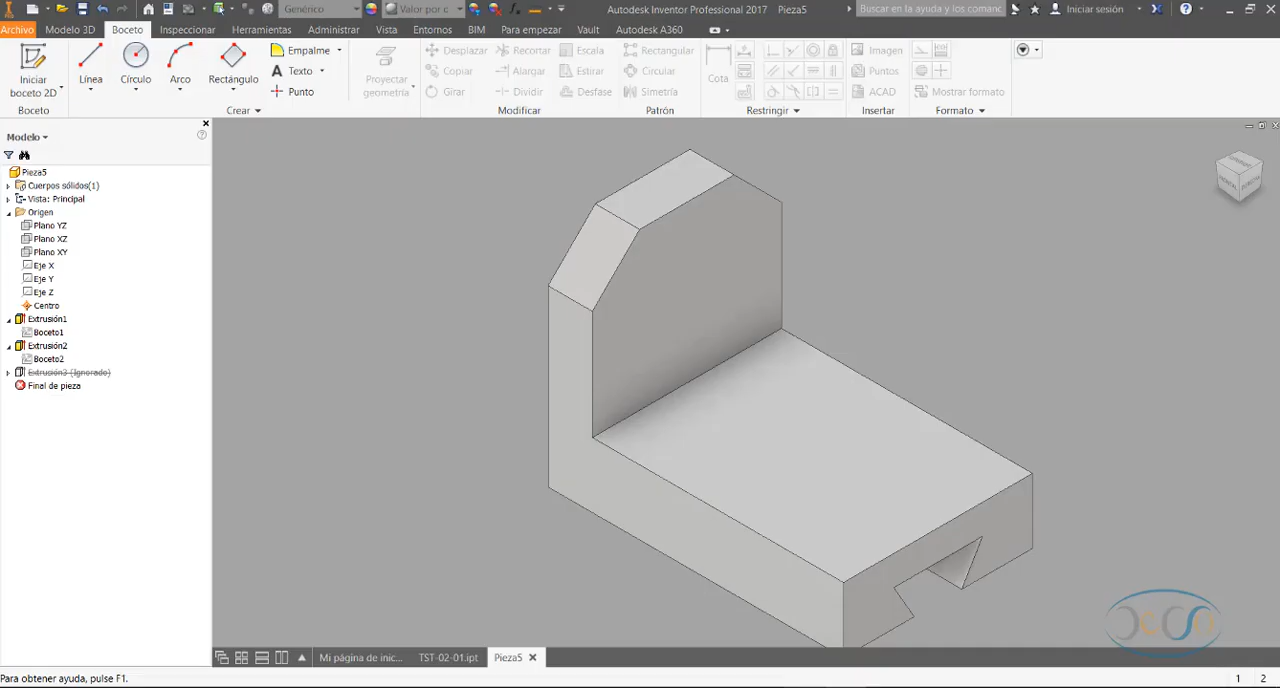 Genérico
Valor por c
Autodesk Inventor Professional 2017 Pieza5
Buscar en la ayuda y los comanc
Iniciar sesión
Archivo Modelo 3D Boceto Inspeccionar Herramientas Administrar Vista Entornos BIM Para empezar Vault Autodesk A360
Iniciar
boceto 2D
Línea
Círculo
Arco
Rectángulo
Empalme
Texto
Punto
Proyectar
geometría
Desplazar
Copiar
Girar
Recortar
Alargar
Dividir
Escala
Estirar
Desfase
Rectangular
Circular
Simetría
Cota
Imagen
Puntos
ACAD
Mostrar formato
Boceto Crear Modificar Patrón Restringir Insertar Formato
Modelo
Pieza5
Cuerpos sólidos(1)
Vista: Principal
Origen
Plano YZ
Plano XZ
Plano XY
Eje X
Eje Y
Eje Z
Centro
Extrusión1
Boceto1
Extrusión2
Boceto2
Extrusión3 (Ignorado)
Final de pieza
Mi página de inic... TST-02-01.ipt Pieza5
Para obtener ayuda, pulse F1.
1 2